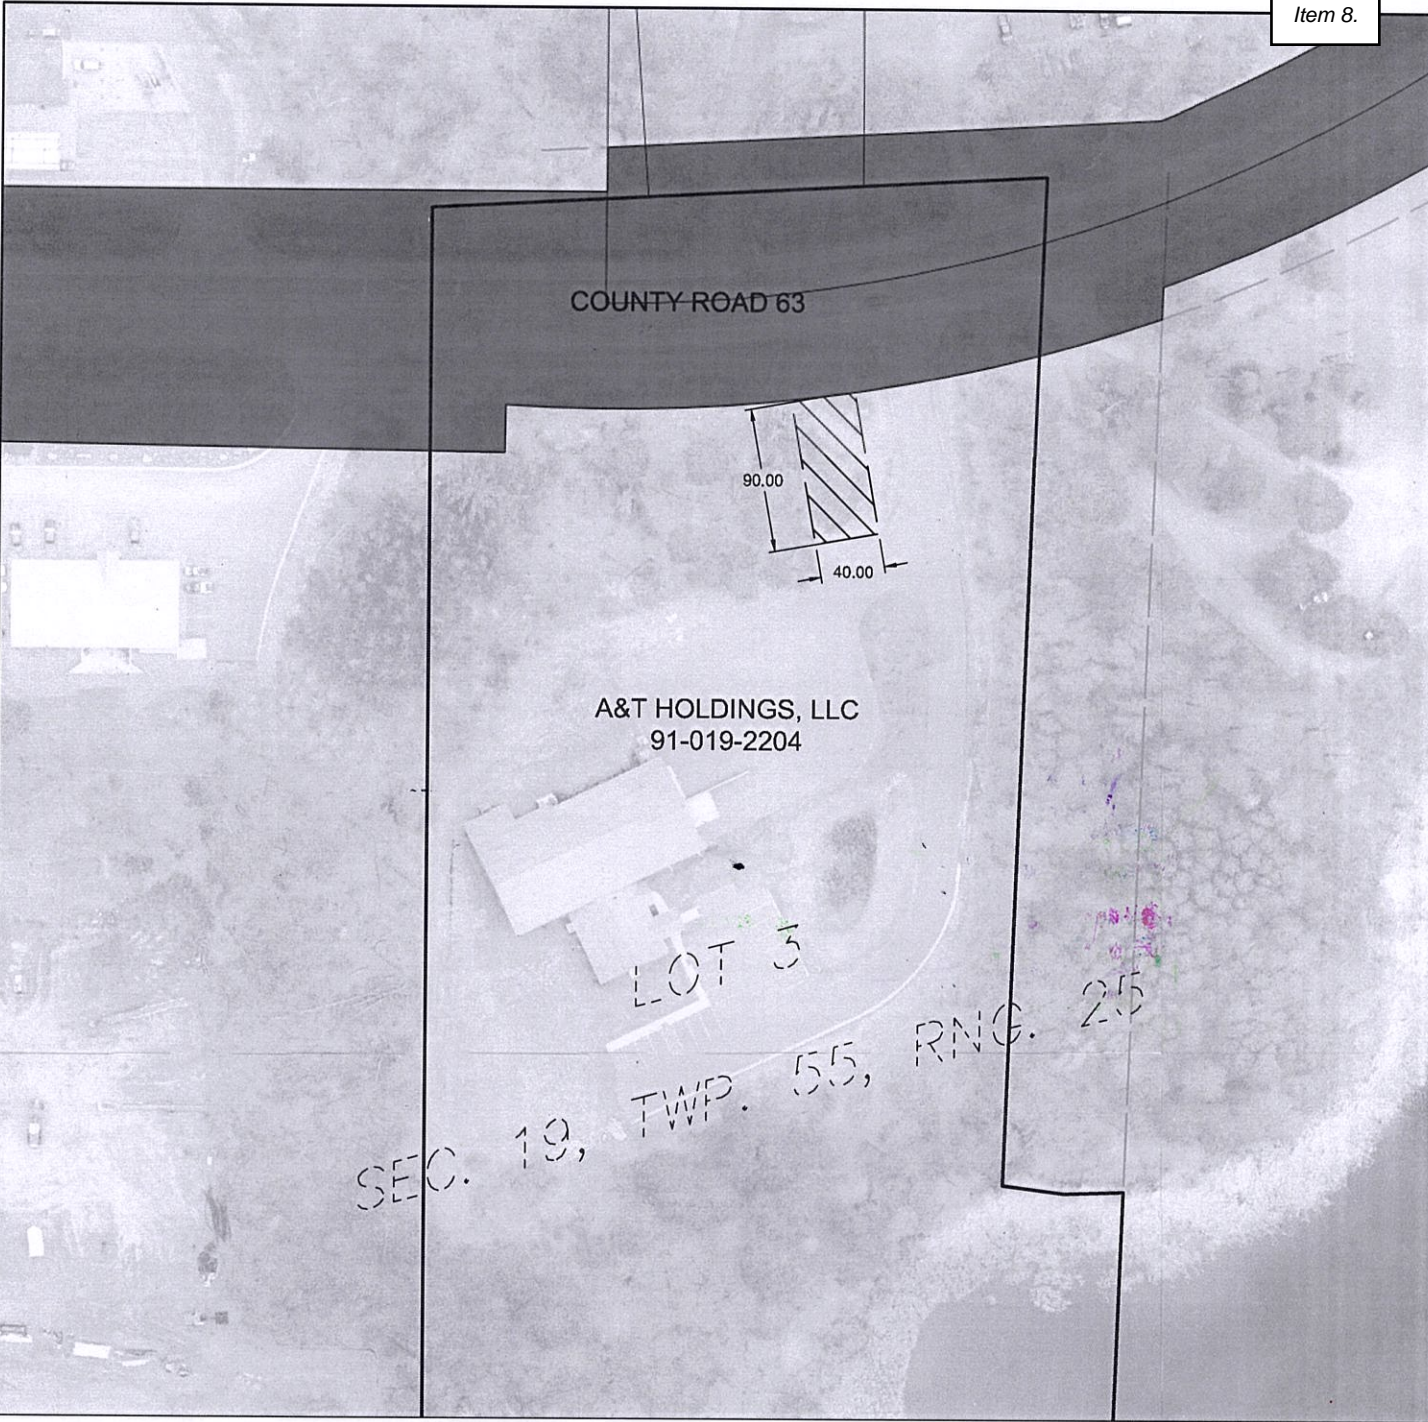 Item 8.
COUNTY ROAD 63
90.00
40.00
A&T HOLDINGS, LLC
91-019-2204
LOT 3
SEC. 19, TWP. 55, RNG. 25